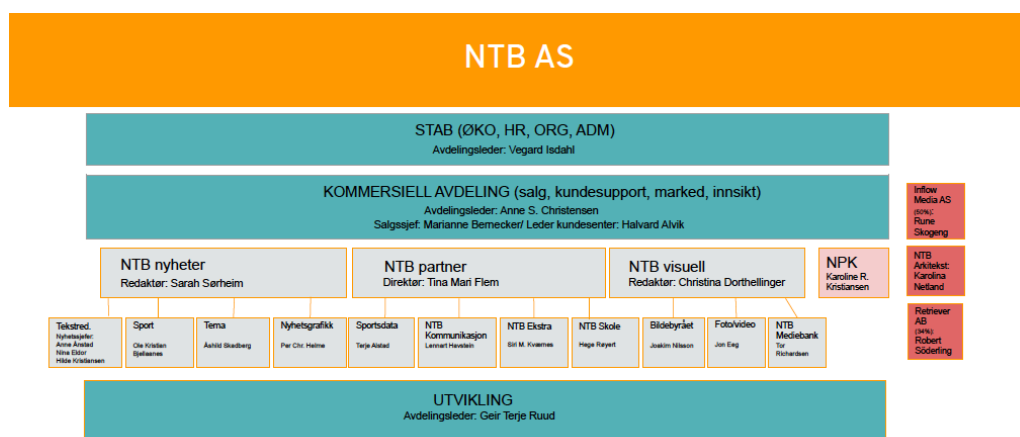 NTB AS
STAB (ØKO, HR, ORG, ADM)
Avdelingsleder: Vegard Isdahl
KOMMERSIELL AVDELING (salg, kundesupport, marked, innsikt)
Avdelingsleder: Anne S. Christensen
Salgssjef: Marianne Bernecker/ Leder kundesenter: Halvard Alvik
Inflow
Media AS
(50%):
Rune
Skogeng
NTB nyheter
Redaktør: Sarah Sørheim
NTB partner
Direktør: Tina Mari Flem
NTB visuell
Redaktør: Christina Dorthellinger
NPK
Karoline R.
Kristiansen
NTB
Arkitekst:
Karolina
Netland
Tekstred.
Nyhetssjefer:
Anne Ånstad
Nina Eldor
Hilde Kristiansen
Sport
Ole Kristian
Bjellaanes
Tema
Åshild Skadberg
Nyhetsgrafikk
Per Chr. Helme
Sportsdata
Terje Alstad
NTB
Kommunikasjon
Lennart Havstein
NTB Ekstra
Siri M. Kværnes
NTB Skole
Hege Røyert
Bildebyrået
Joakim Nilsson
Foto/video
Jon Eeg
NTB
Mediebank
Tor
Richardsen
Retriever
AB
(34%)
Robert
Söderling
UTVIKLING
Avdelingsleder: Geir Terje Ruud